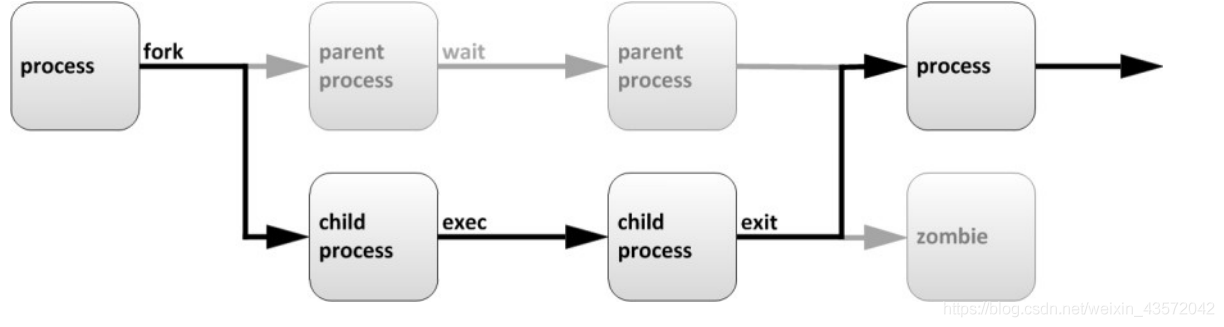 process
fork
parent
process
wait
parent
process
process
child
process
exec
child
process
exit
zombie
https://blog.csdn.net/weixin_43572042